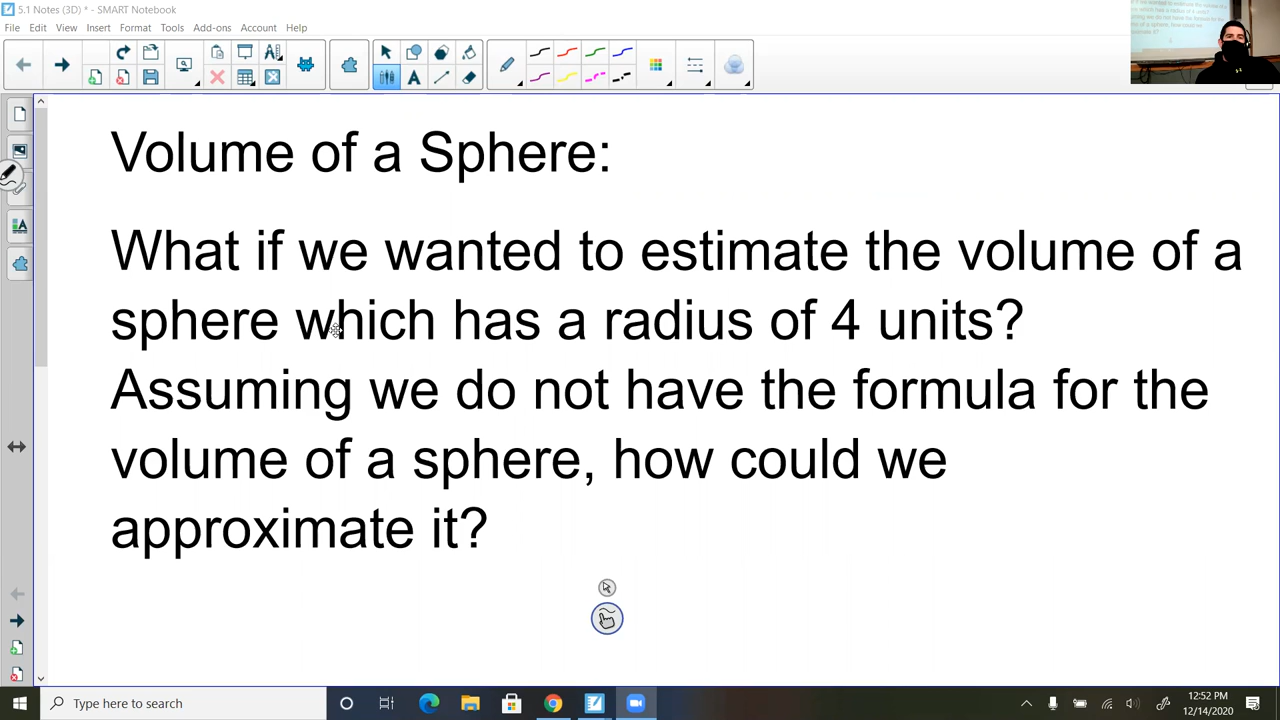 5.1 Notes (3D) * - SMART Notebook
File Edit View Insert Format Tools Add-ons Account Help
Volume of a Sphere:
What if we wanted to estimate the volume of a
sphere which has a radius of 4 units?
Assuming we do not have the formula for the
volume of a sphere, how could we
approximate it?
Type here to search
12:52 PM
12/14/2020